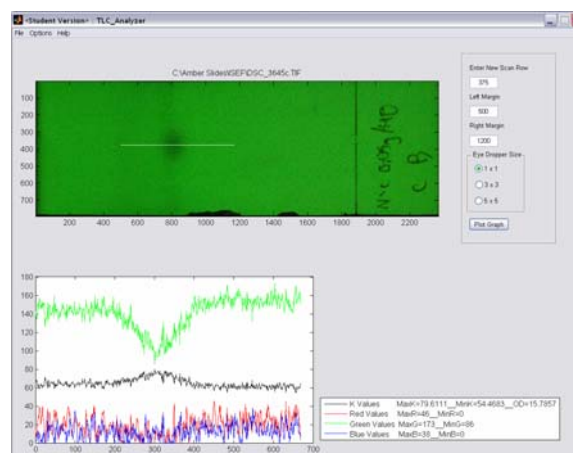 <Student Version> : TLC_Analyzer
File Options Help
C:\Amber Slides\ISEF\DSC_3645c.TIF
Enter New Scan Row
375
Left Margin
500
Right Margin
1200
Eye Dropper Size
1 x 1
3 x 3
5 x 5
Plot Graph
100
200
300
400
500
600
700
200 400 600 800 1000 1200 1400 1600 1800 2000 2200
C B
180
160
140
120
100
80
60
40
20
0
0 100 200 300 400 500 600 700
K Values MaxK=79.6111__MinK=54.4683__OD=15.7857
Red Values MaxR=46__MinR=0
Green Values MaxG=173__MinG=86
Blue Values MaxB=38__MinB=0